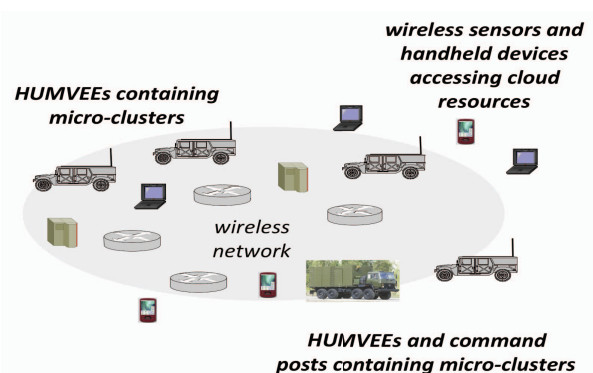 wireless sensors and
handheld devices
accessing cloud
resources
HUMVEEs containing
micro-clusters
wireless
network
HUMVEEs and command
posts containing micro-clusters